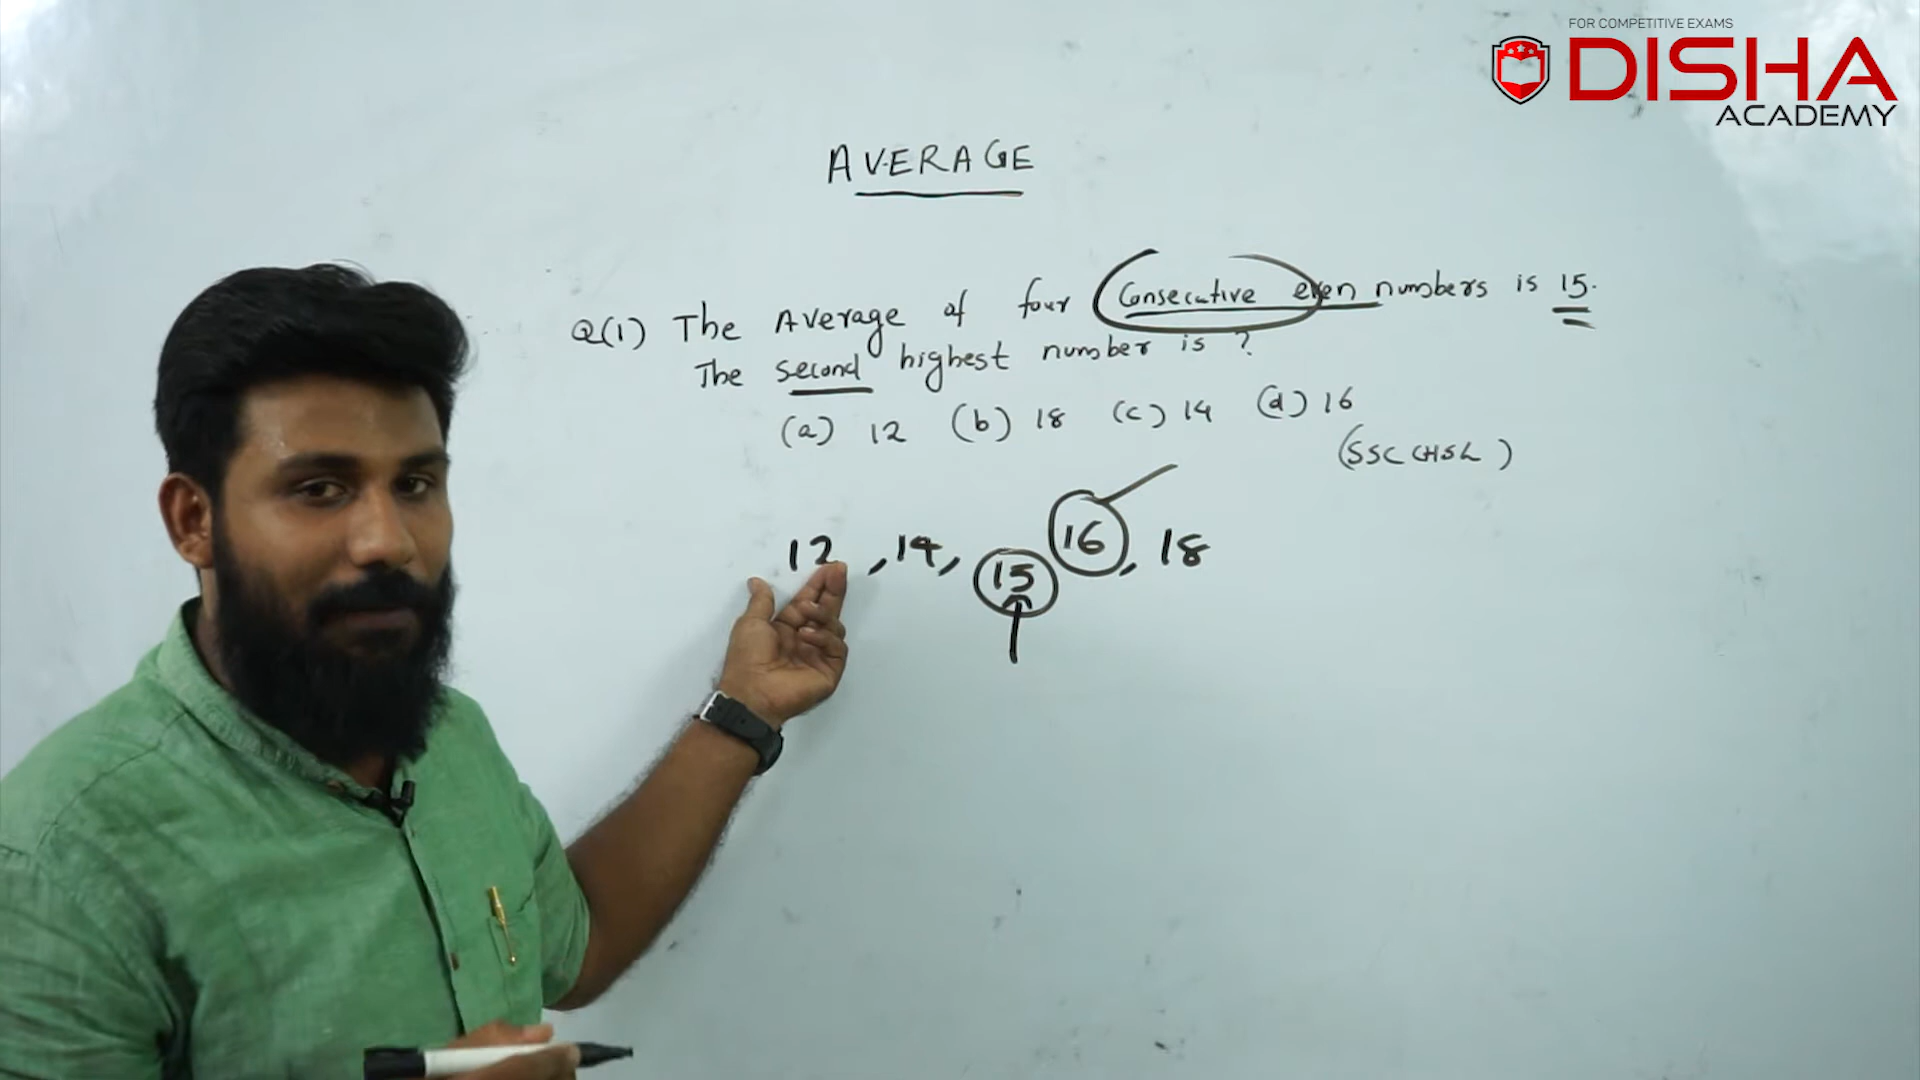 FOR COMPETITIVE EXAMS
DISHA
ACADEMY
AVERAGE
Q(1) The Average of four Consecutive even numbers is 15.
The second highest number is ?
(a) 12 (b) 18 (c) 14 (d) 16
(SSC CHSL)
12, 14, 15 16, 18